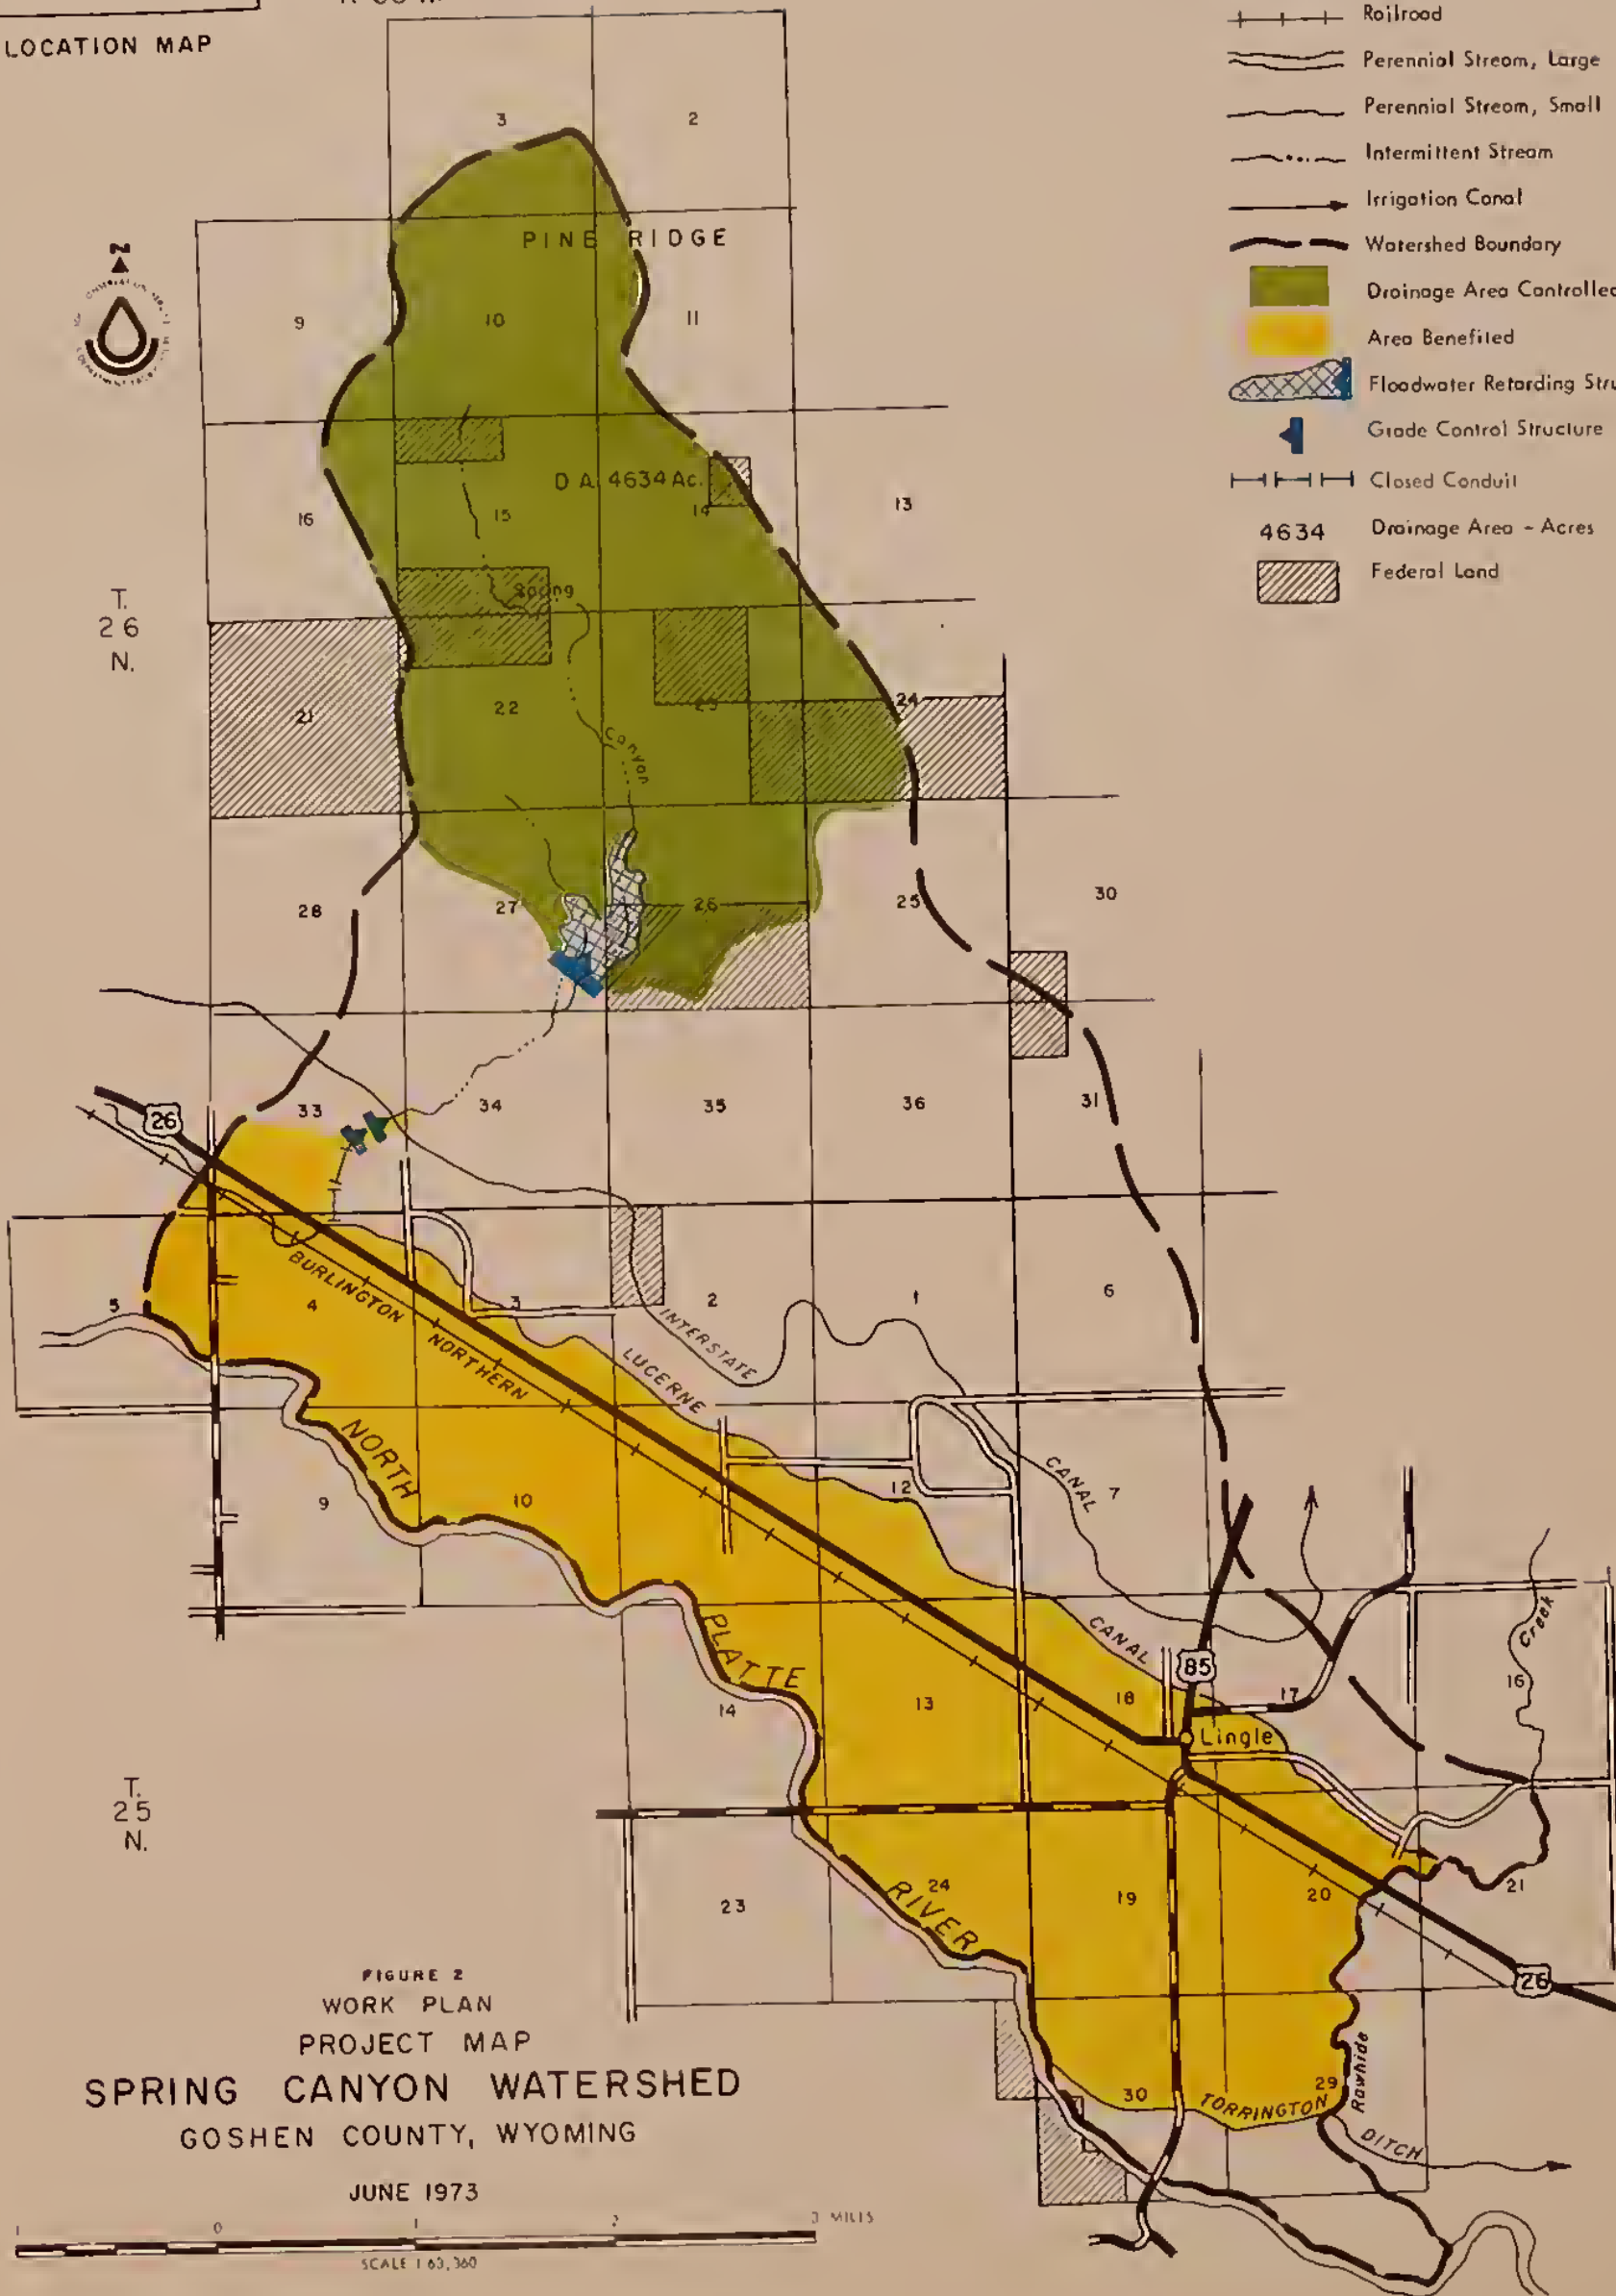 LOCATION MAP
Railroad
Perennial Stream, Large
Perennial Stream, Small
Intermittent Stream
Irrigation Canal
Watershed Boundary
Drainage Area Controlled
Area Benefited
Floodwater Retarding
Grade Control Structure
Closed Conduit
4634 Drainage Area - Acres
Federal Land
N
T.
26
N.
3
2
PINE RIDGE
9
10
11
D A 4634 Ac.
16
15
14
13
Spring
21
22
23
24
Canyon
28
27
26
25
30
26
33
34
35
36
31
5
4
3
2
1
6
BURLINGTON NORTHERN
INTERSTATE
LUCERNE
NORTH
9
10
12
CANAL
7
PLATTE
CANAL
85
14
13
18
17
16
Creek
Lingle
T.
25
N.
23
24
RIVER
19
20
21
26
30
29
TORRINGTON
Rawhide
DITCH
FIGURE 2
WORK PLAN
PROJECT MAP
SPRING CANYON WATERSHED
GOSHEN COUNTY, WYOMING
JUNE 1973
1 0 1 2 3 MILES
SCALE 1:63,360